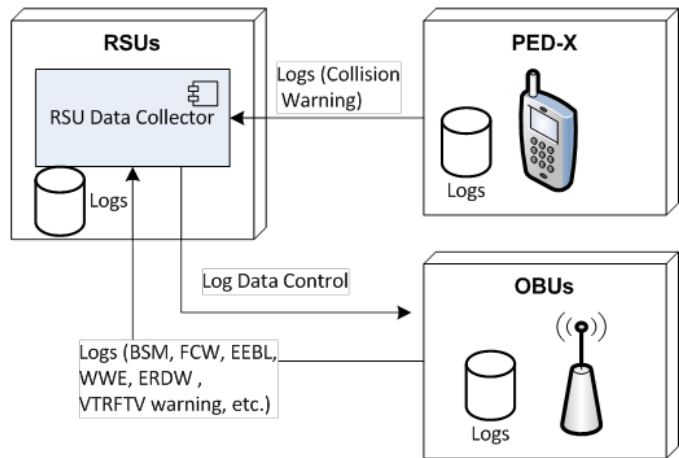 RSUs
RSU Data Collector
Logs
Logs (Collision
Warning)
PED-X
Logs
Log Data Control
Logs (BSM, FCW, EEBL,
WWE, ERDW ,
VTRFTV warning, etc.)
OBUs
Logs